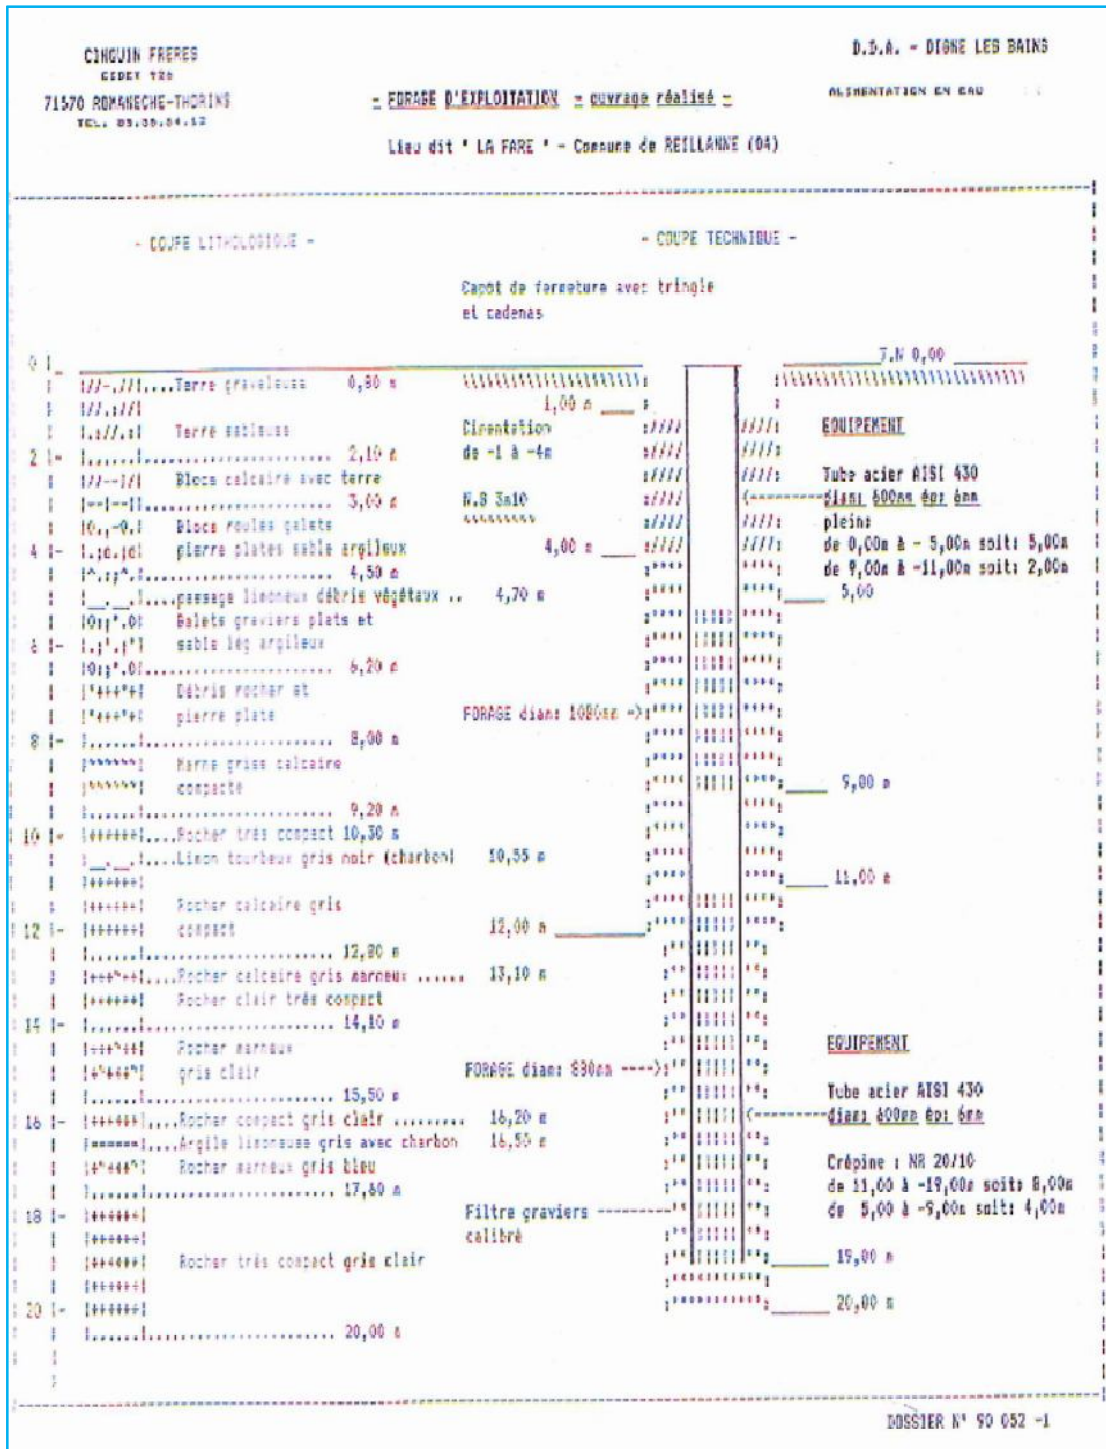 CINQUIN FRERES
71570 ROMANECHE-THORINS
D.D.A. - DIGNE LES BAINS
ALIMENTATION EN EAU
- FORAGE D'EXPLOITATION - ouvrage réalisé -
Lieu dit ' LA FARE ' - Commune de REILLANNE (04)
- COUPE LITHOLOGIQUE -
- COUPE TECHNIQUE -
Capot de fermeture avec tringle
et cadenas
0
T.N 0,00
Terre graveleuse 0,80 m
1,00 m
Terre sableuse
2
2,10 m
Cimentation
de -1 à -4m
EQUIPEMENT
Blocs calcaire avec terre
3,00 m
N.S 3m10
Tube acier AISI 430
diam: 600mm ép: 6mm
plein:
de 0,00m à - 5,00m soit: 5,00m
de 9,00m à -11,00m soit: 2,00m
Blocs roules galets
4
pierre plates sable argileux
4,50 m
4,00 m
passage limoneux débris végétaux .. 4,70 m
5,00
Galets graviers plats et
6
sable lég argileux
6,20 m
Débris rocher et
pierre plate
FORAGE diam: 1080mm ->
8
8,00 m
Marne grise calcaire
compacte
9,00 m
9,20 m
10
Rocher très compact 10,30 m
Limon tourbeux gris noir (charbon) 10,55 m
11,00 m
Rocher calcaire gris
12
compact
12,00 m
12,80 m
Rocher calcaire gris marneux ...... 13,10 m
Rocher clair très compact
14
14,10 m
Rocher marneux
gris clair
FORAGE diam: 830mm ---->
15,50 m
EQUIPEMENT
Tube acier AISI 430
diam: 600mm ép: 6mm
16
Rocher compact gris clair ......... 16,20 m
Argile limoneuse gris avec charbon 16,50 m
Rocher marneux gris bleu
17,60 m
Crépine : NR 20/10
de 11,00 à -19,00m soit: 8,00m
de 5,00 à -9,00m soit: 4,00m
18
Filtre graviers
calibré
Rocher très compact gris clair
19,00 m
20
20,00 m
20,00 m
DOSSIER N° 90 052 -1